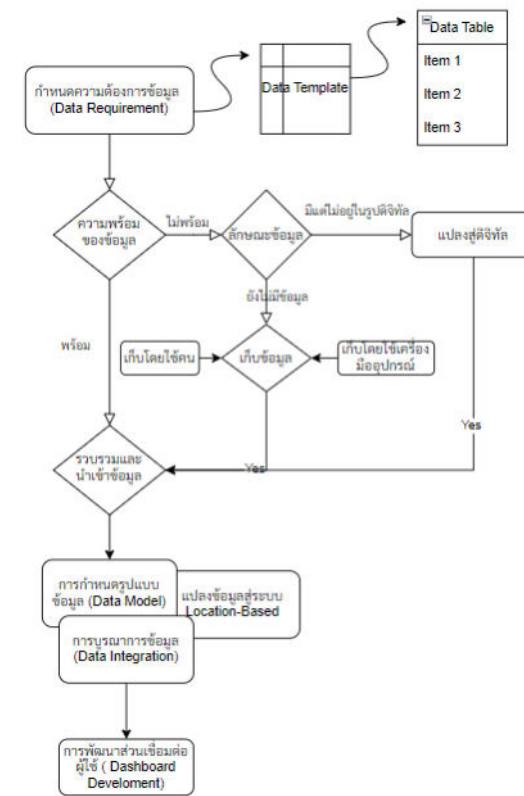 กำหนดความต้องการข้อมูล
(Data Requirement)
Data Template
Data Table
Item 1
Item 2
Item 3
ความพร้อม
ของข้อมูล
ไม่พร้อม
ลักษณะข้อมูล
มีแต่ไม่อยู่ในรูปดิจิทัล
แปลงสู่ดิจิทัล
ยังไม่มีข้อมูล
พร้อม
เก็บโดยใช้คน
เก็บข้อมูล
เก็บโดยใช้เครื่อง
มืออุปกรณ์
Yes
รวบรวมและ
นำเข้าข้อมูล
Yes
การกำหนดรูปแบบ
ข้อมูล (Data Model)
แปลงข้อมูลสู่ระบบ
Location-Based
การบูรณาการข้อมูล
(Data Integration)
การพัฒนาส่วนเชื่อมต่อ
ผู้ใช้ ( Dashboard
Develoment)